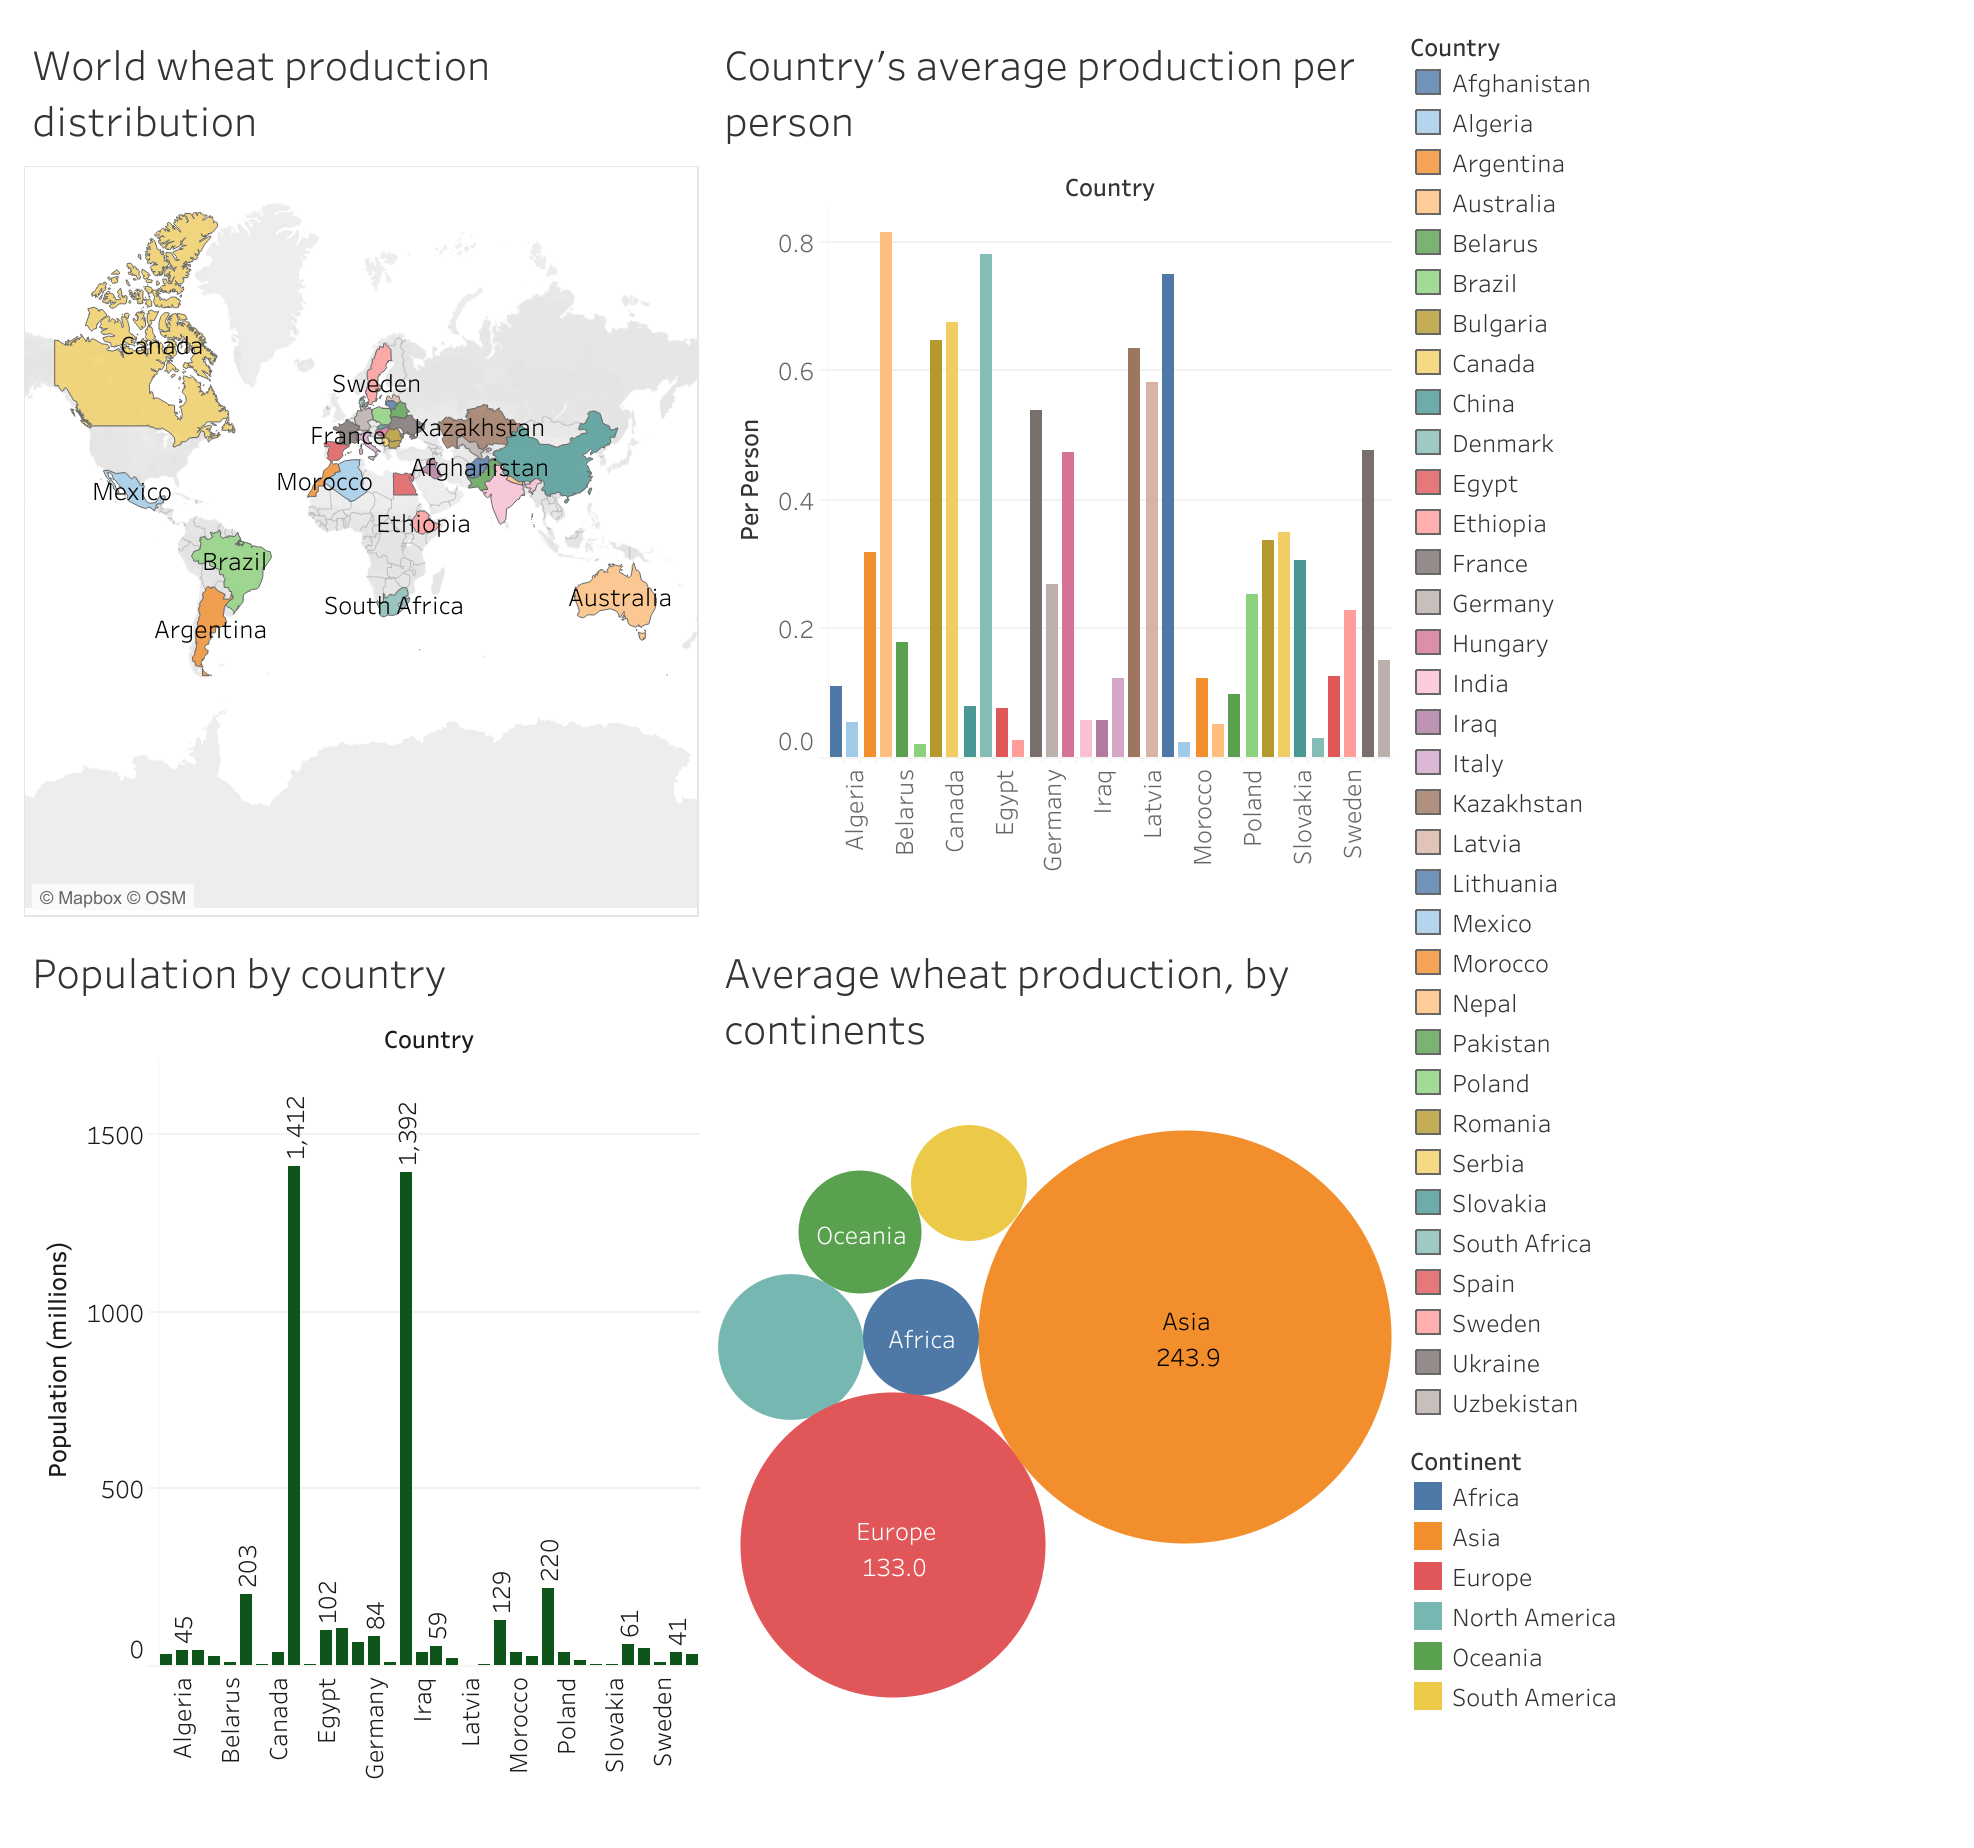 World wheat production
distribution
Canada
Sweden
France
Kazakhstan
Morocco
Afghanistan
Mexico
Ethiopia
Brazil
South Africa
Australia
Argentina
© Mapbox © OSM
Country’s average production per
person
Country
Per Person
0.8
0.6
0.4
0.2
0.0
Algeria
Belarus
Canada
Egypt
Germany
Iraq
Latvia
Morocco
Poland
Slovakia
Sweden
Population by country
Country
Population (millions)
1500
1000
500
0
45
203
1,412
102
84
1,392
59
129
220
61
41
Algeria
Belarus
Canada
Egypt
Germany
Iraq
Latvia
Morocco
Poland
Slovakia
Sweden
Average wheat production, by
continents
Oceania
Africa
Asia
243.9
Europe
133.0
Country
Afghanistan
Algeria
Argentina
Australia
Belarus
Brazil
Bulgaria
Canada
China
Denmark
Egypt
Ethiopia
France
Germany
Hungary
India
Iraq
Italy
Kazakhstan
Latvia
Lithuania
Mexico
Morocco
Nepal
Pakistan
Poland
Romania
Serbia
Slovakia
South Africa
Spain
Sweden
Ukraine
Uzbekistan
Continent
Africa
Asia
Europe
North America
Oceania
South America